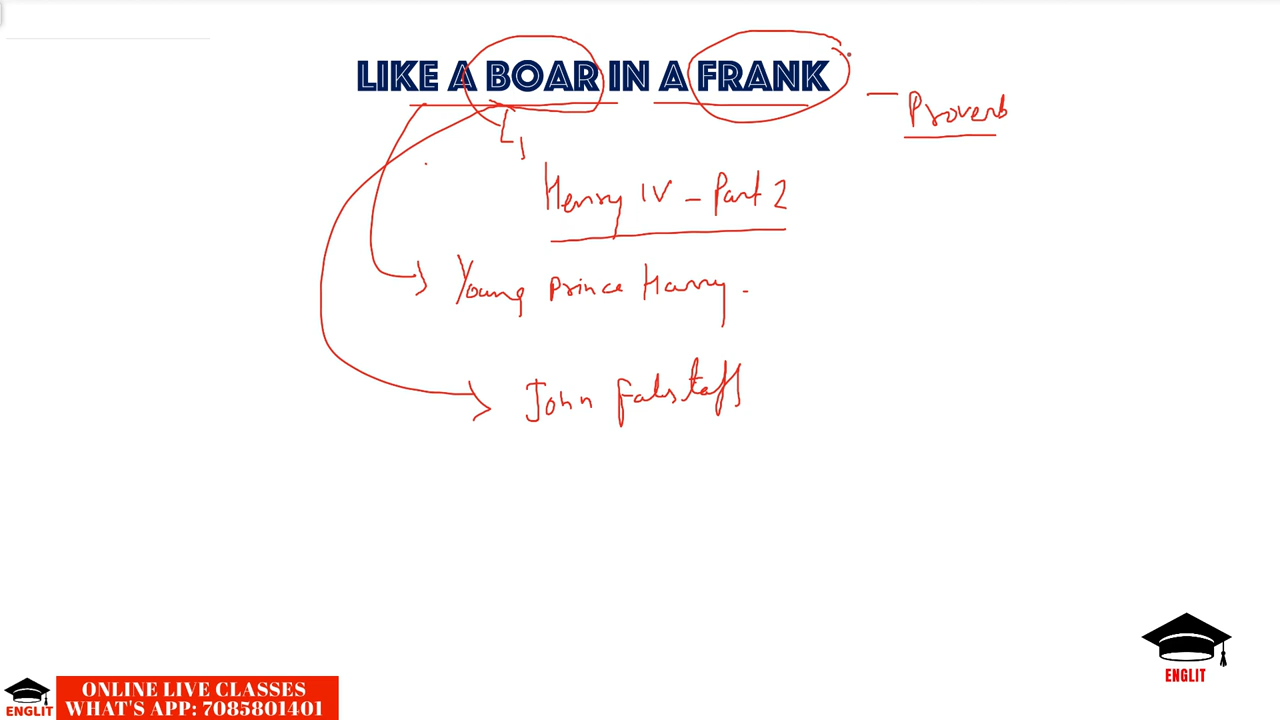 LIKE A BOAR IN A FRANK
— Proverb
Henry IV – Part 2
Young Prince Harry.
John Falstaff
ENGLIT
ONLINE LIVE CLASSES
WHAT'S APP: 7085801401
ENGLIT